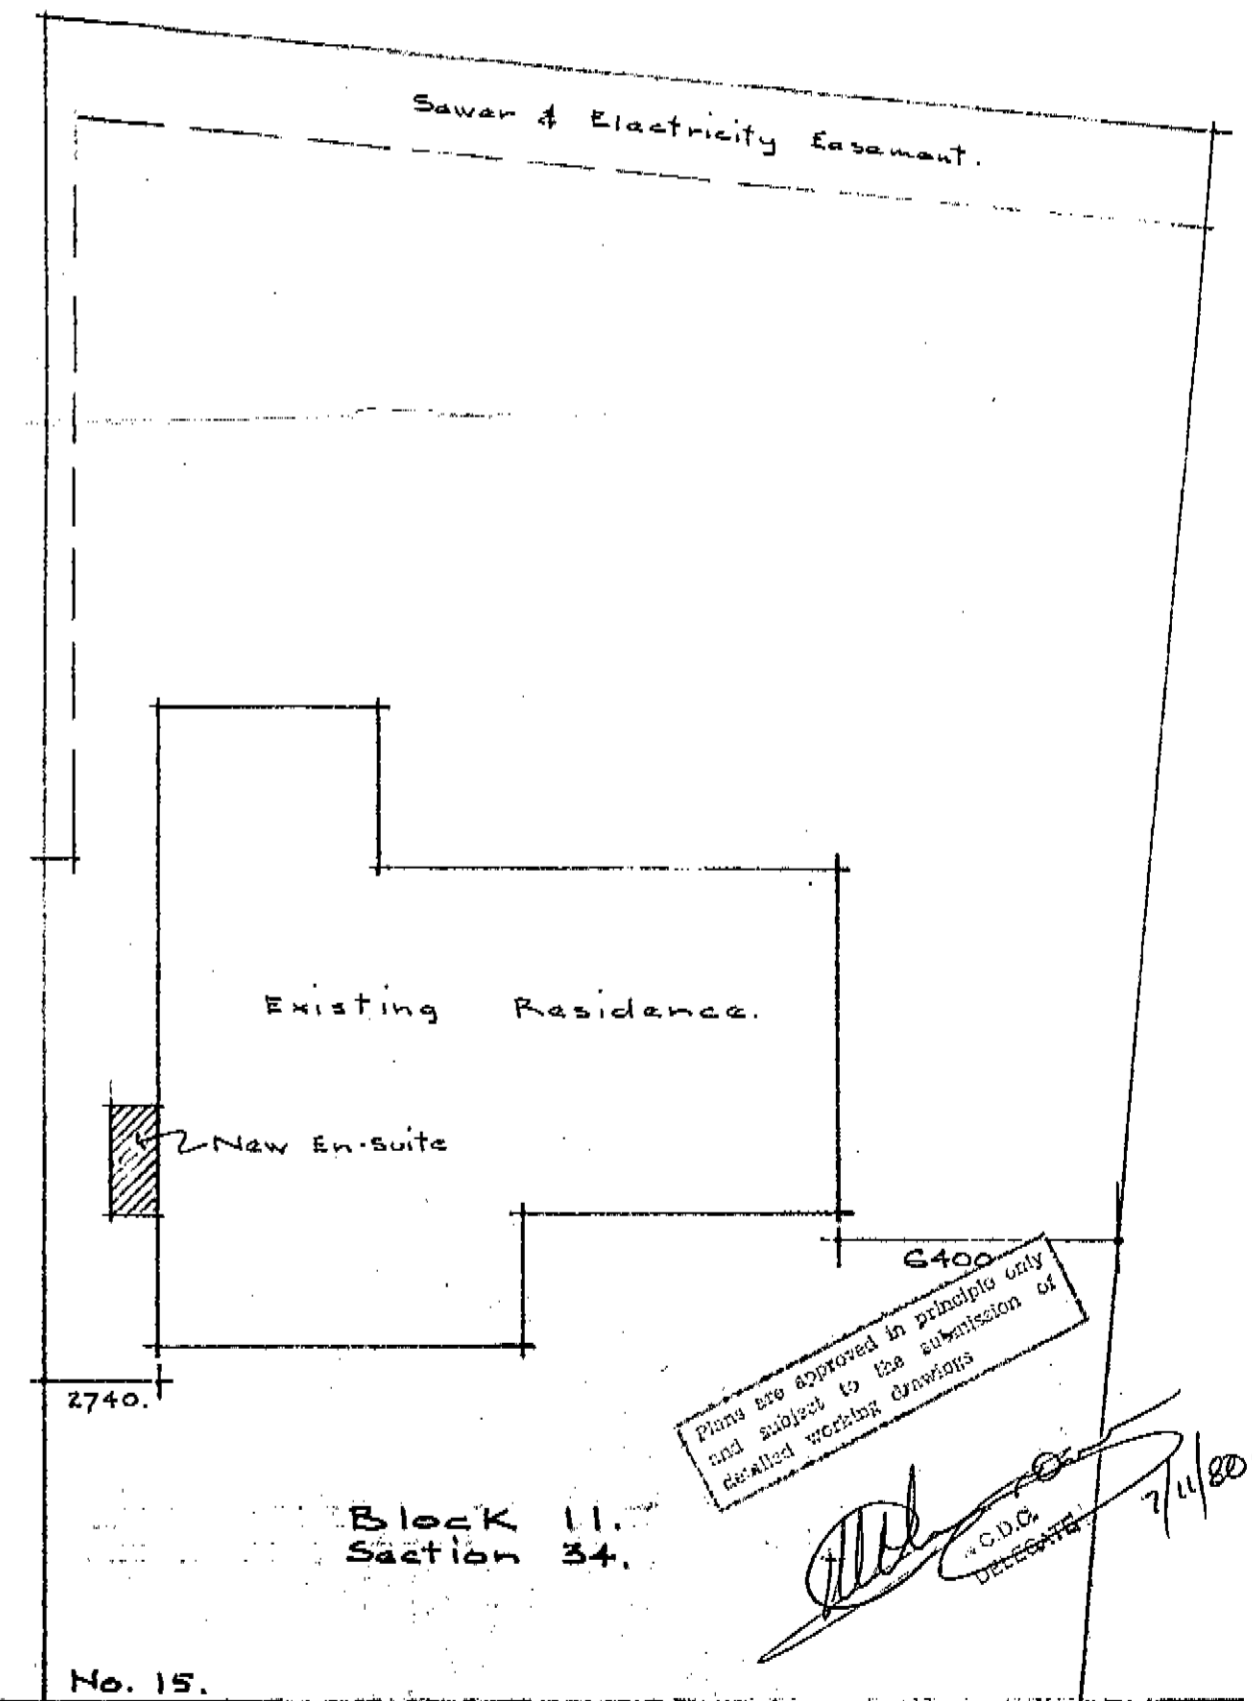 Sewer & Electricity Easement.
Existing Residence.
New En-suite
6400
2740.
Plans are approved in principle only
and subject to the submission of
detailed working drawings
Block 11.
Section 34.
DELEGATE
7/11/80
No. 15.